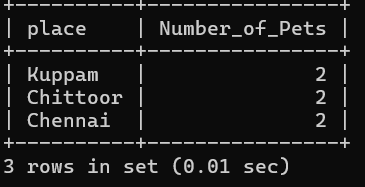 +----------+----------------+
| place    | Number_of_Pets |
+----------+----------------+
| Kuppam   |              2 |
| Chittoor |              2 |
| Chennai  |              2 |
+----------+----------------+
3 rows in set (0.01 sec)